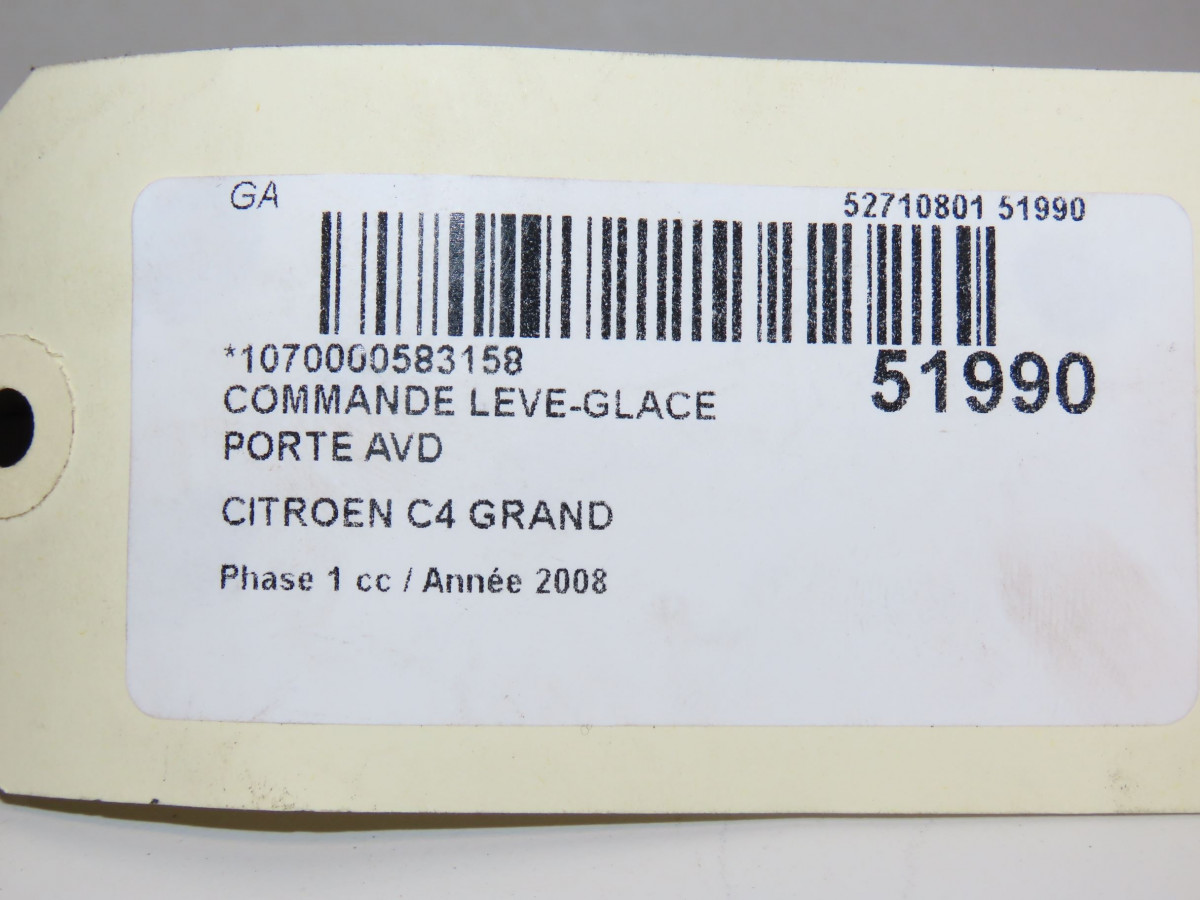 GA 52710801 51990
*1070000583158
51990
COMMANDE LEVE-GLACE
PORTE AVD
CITROEN C4 GRAND
Phase 1 cc / Année 2008